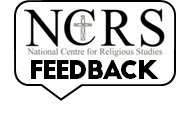 NCRS
National Centre for Religious Studies
FEEDBACK